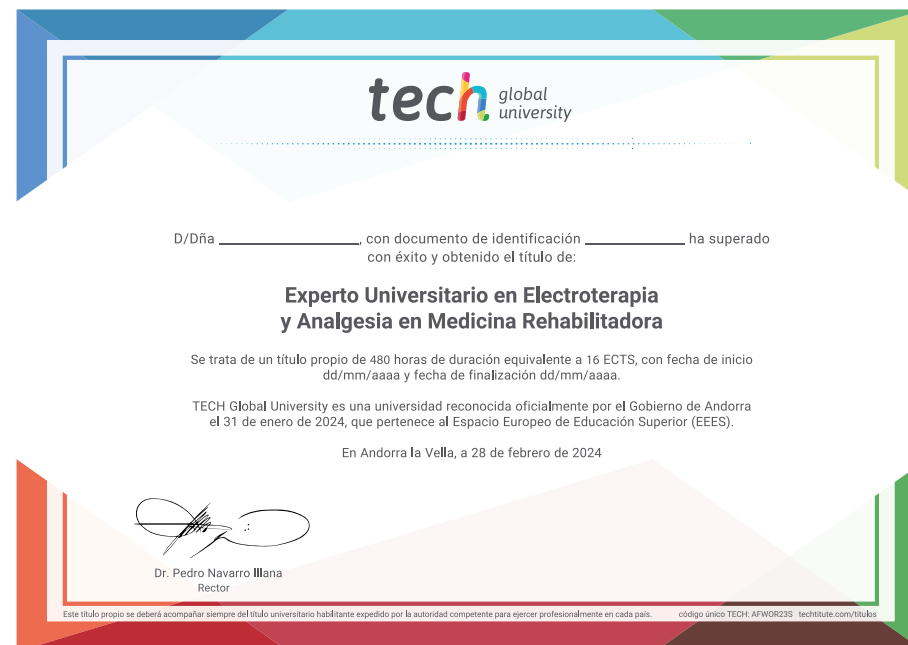 tech global university
D/Dña ____________________, con documento de identificación ______________ ha superado
con éxito y obtenido el título de:
Experto Universitario en Electroterapia
y Analgesia en Medicina Rehabilitadora
Se trata de un título propio de 480 horas de duración equivalente a 16 ECTS, con fecha de inicio
dd/mm/aaaa y fecha de finalización dd/mm/aaaa.
TECH Global University es una universidad reconocida oficialmente por el Gobierno de Andorra
el 31 de enero de 2024, que pertenece al Espacio Europeo de Educación Superior (EEES).
En Andorra la Vella, a 28 de febrero de 2024
Dr. Pedro Navarro Illana
Rector
Este título propio se deberá acompañar siempre del título universitario habilitante expedido por la autoridad competente para ejercer profesionalmente en cada país. código único TECH: AFWOR23S techtitute.com/titulos